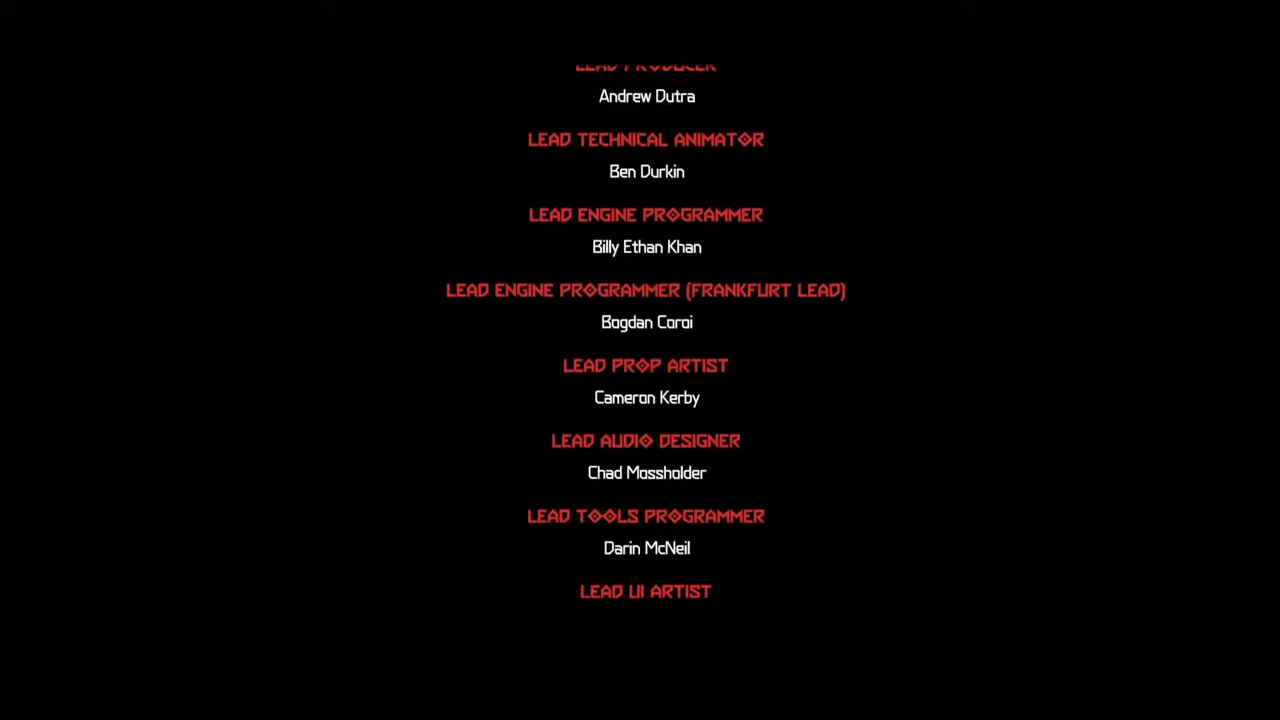 LEAD PRODUCER
Andrew Dutra
LEAD TECHNICAL ANIMATOR
Ben Durkin
LEAD ENGINE PROGRAMMER
Billy Ethan Khan
LEAD ENGINE PROGRAMMER (FRANKFURT LEAD)
Bogdan Coroi
LEAD PROP ARTIST
Cameron Kerby
LEAD AUDIO DESIGNER
Chad Mossholder
LEAD TOOLS PROGRAMMER
Darin McNeil
LEAD UI ARTIST